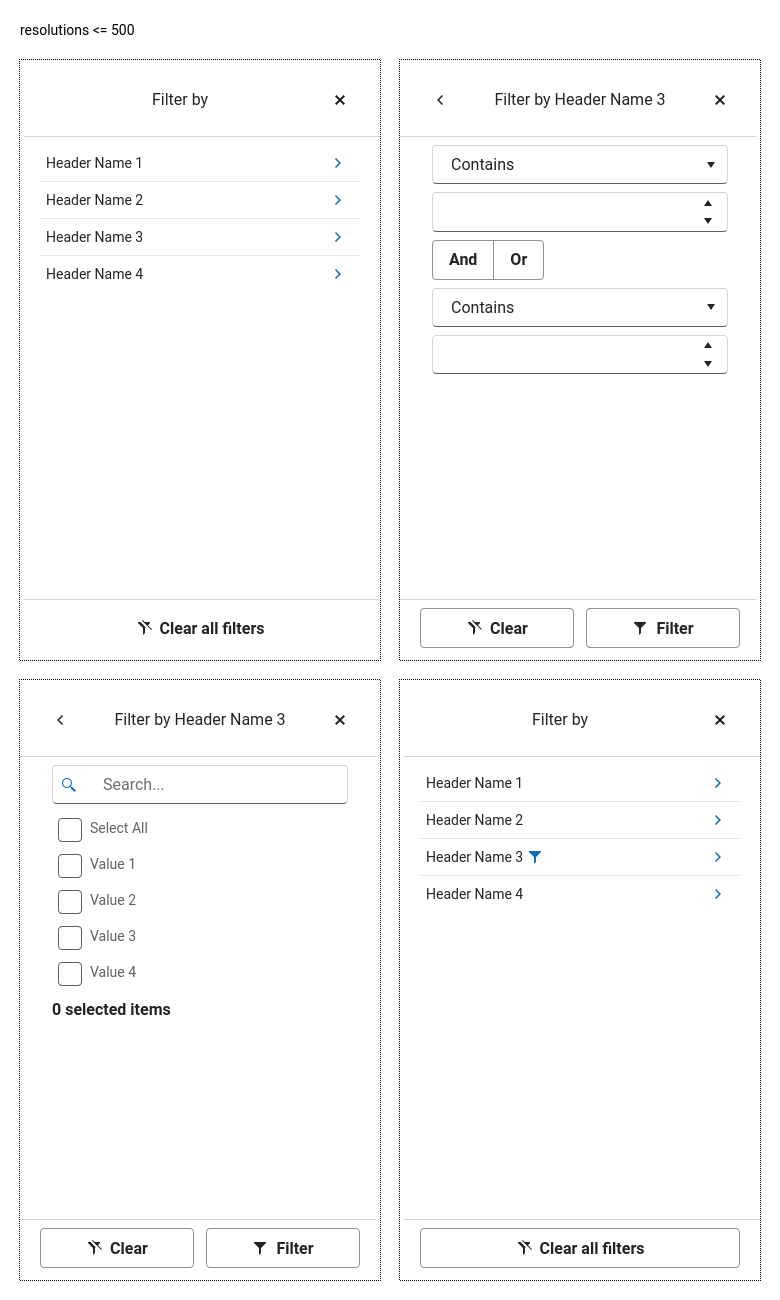 resolutions <= 500
Filter by
Header Name 1
Header Name 2
Header Name 3
Header Name 4
Clear all filters
Filter by Header Name 3
Contains
And Or
Contains
Clear Filter
Filter by Header Name 3
Search...
Select All
Value 1
Value 2
Value 3
Value 4
0 selected items
Clear Filter
Filter by
Header Name 1
Header Name 2
Header Name 3
Header Name 4
Clear all filters